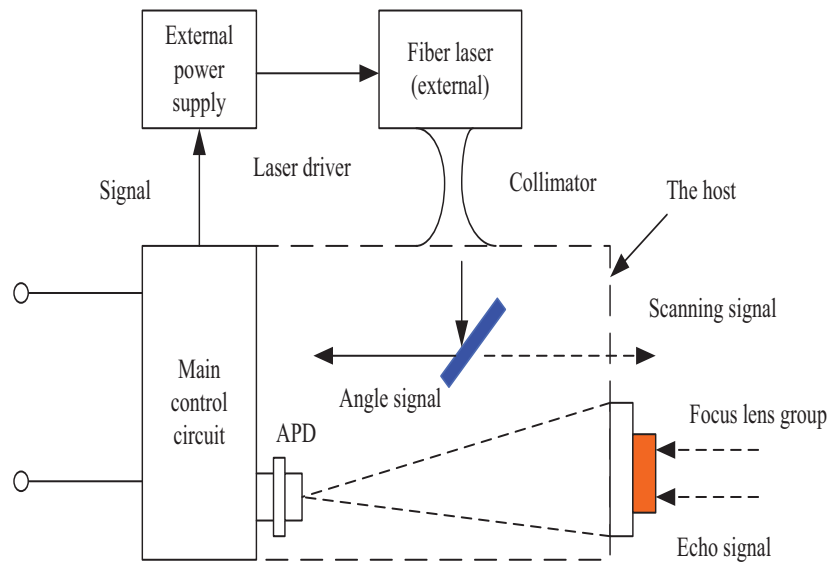 External
power
supply
Fiber laser
(external)
Signal
Laser driver
Collimator
The host
Scanning signal
Main
control
circuit
Angle signal
APD
Focus lens group
Echo signal